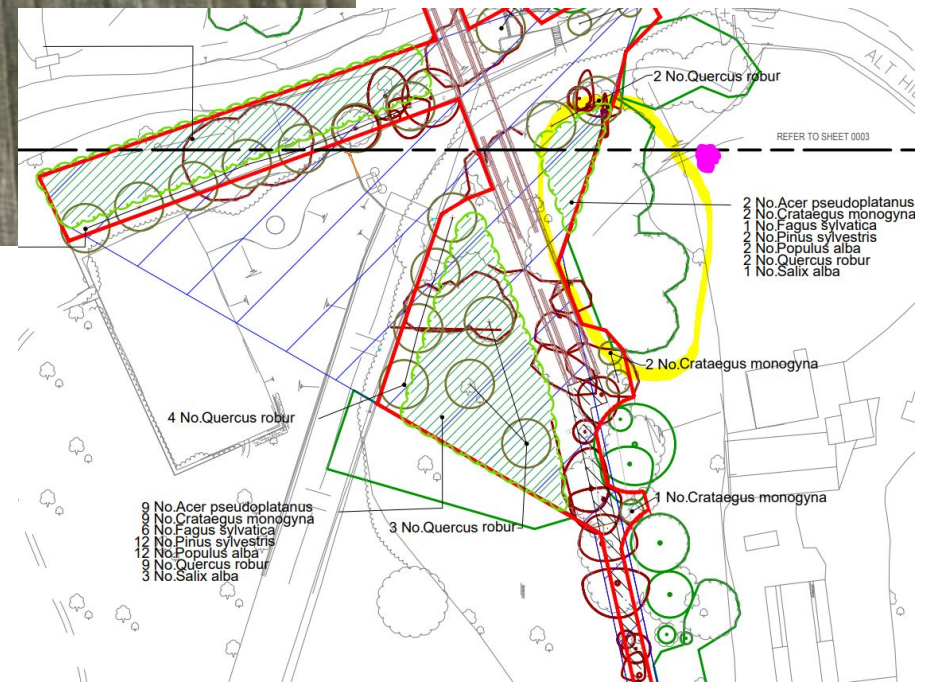 ALT HI
2 No.Quercus robur
REFER TO SHEET 0003
2 No.Acer pseudoplatanus
2 No.Crataegus monogyna
1 No.Fagus sylvatica
2 No.Pinus sylvestris
2 No.Populus alba
2 No.Quercus robur
1 No.Salix alba
2 No.Crataegus monogyna
4 No.Quercus robur
1 No.Crataegus monogyna
9 No.Acer pseudoplatanus
9 No.Crataegus monogyna
6 No.Fagus sylvatica
12 No.Pinus sylvestris
12 No.Populus alba
9 No.Quercus robur
3 No.Salix alba
3 No.Quercus robur